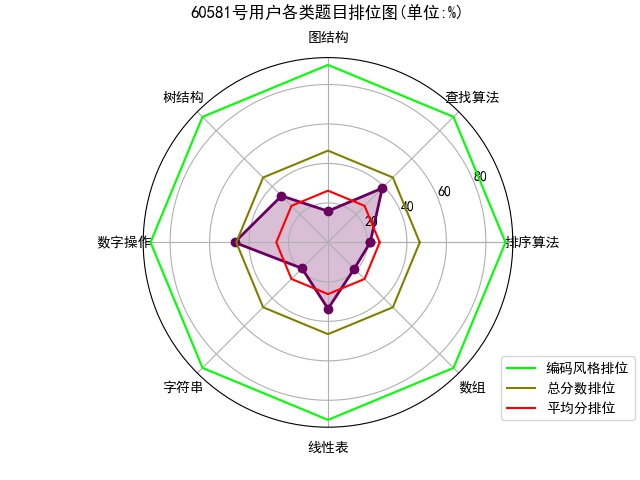 60581号用户各类题目排位图(单位:%)
图结构
树结构
查找算法
80
60
40
20
数字操作
排序算法
字符串
数组
线性表
编码风格排位
总分数排位
平均分排位